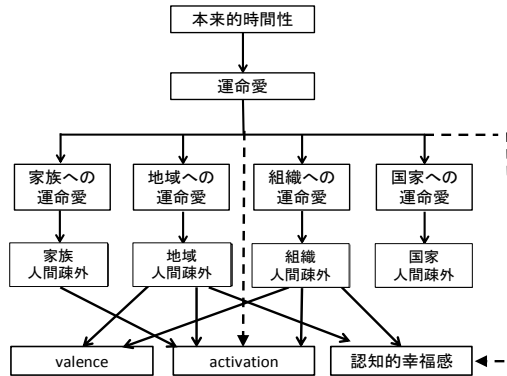 本来的時間性
運命愛
家族への
運命愛
地域への
運命愛
組織への
運命愛
国家への
運命愛
家族
人間疎外
地域
人間疎外
組織
人間疎外
国家
人間疎外
valence
activation
認知的幸福感